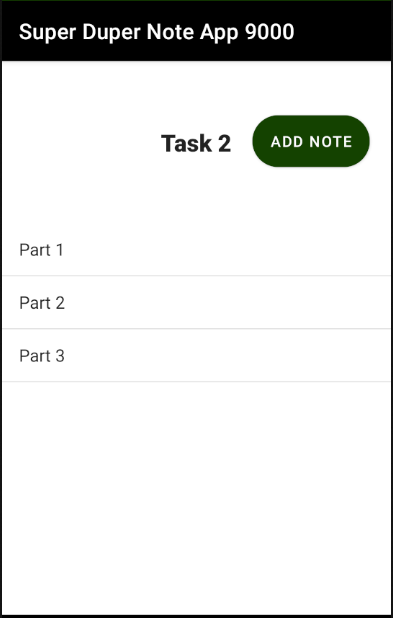 Super Duper Note App 9000
Task 2 ADD NOTE
Part 1
Part 2
Part 3